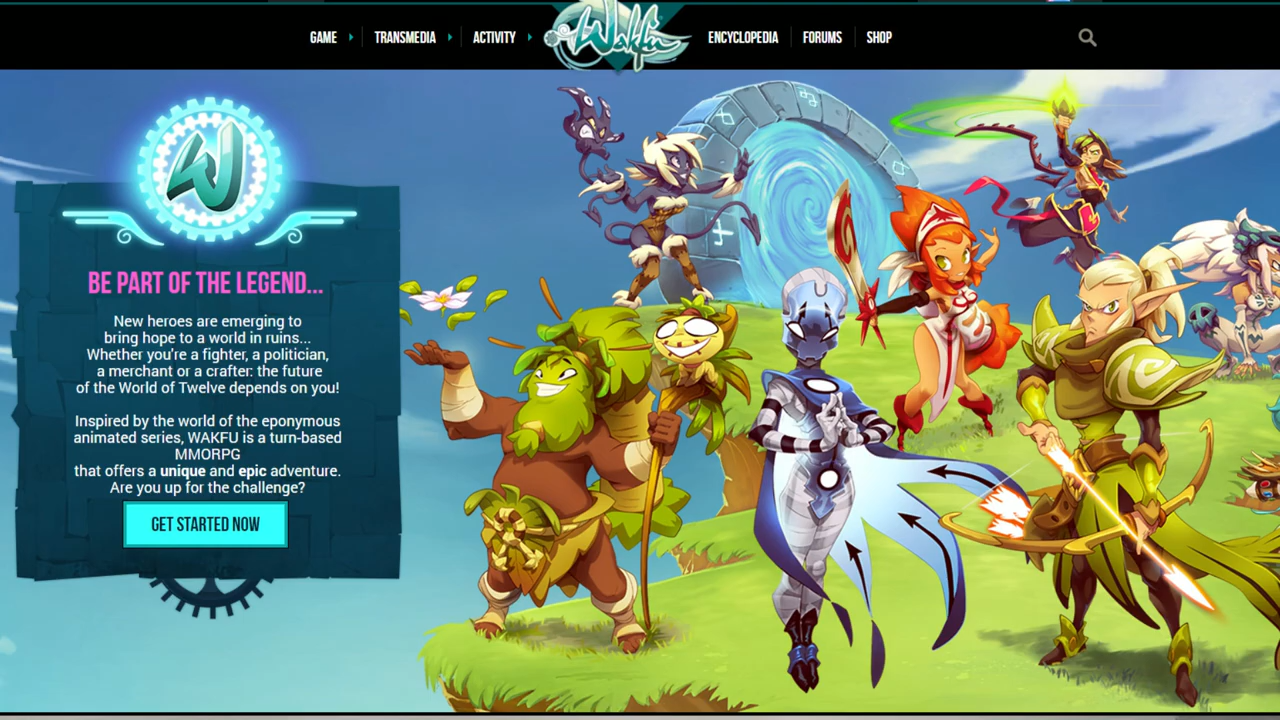 GAME
TRANSMEDIA
ACTIVITY
Wakfu
ENCYCLOPEDIA
FORUMS
SHOP
W
BE PART OF THE LEGEND...
New heroes are emerging to
bring hope to a world in ruins...
Whether you're a fighter, a politician,
a merchant or a crafter: the future
of the World of Twelve depends on you!
Inspired by the world of the eponymous
animated series, WAKFU is a turn-based
MMORPG
that offers a unique and epic adventure.
Are you up for the challenge?
GET STARTED NOW